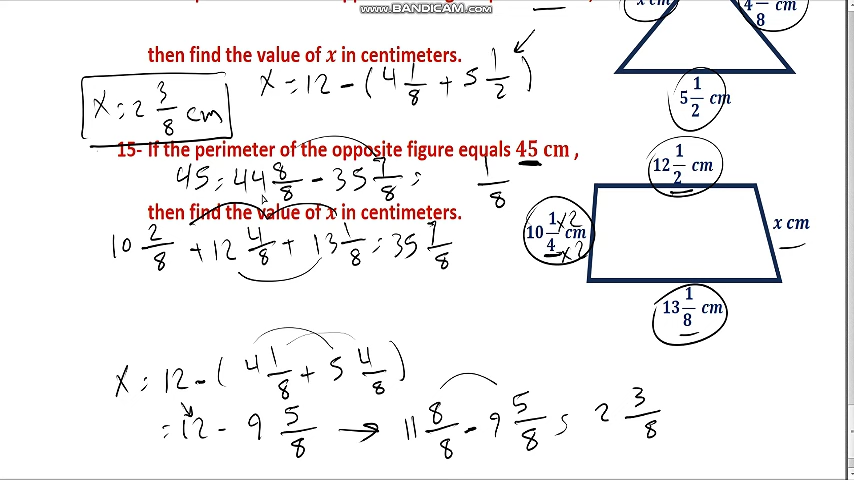 www.BANDICAM.com
x cm
4 /8 cm
then find the value of x in centimeters.
x = 12 - (4 1/8 + 5 1/2)
x = 2 3/8 cm
5 1/2 cm
15- If the perimeter of the opposite figure equals 45 cm ,
45 = 44 8/8 - 35 7/8 = 1/8
12 1/2 cm
then find the value of x in centimeters.
10 2/8 + 12 4/8 + 13 1/8 = 35 7/8
10 1/4 cm
x2
x2
x cm
13 1/8 cm
x = 12 - (4 1/8 + 5 4/8)
= 12 - 9 5/8 → 11 8/8 - 9 5/8 = 2 3/8